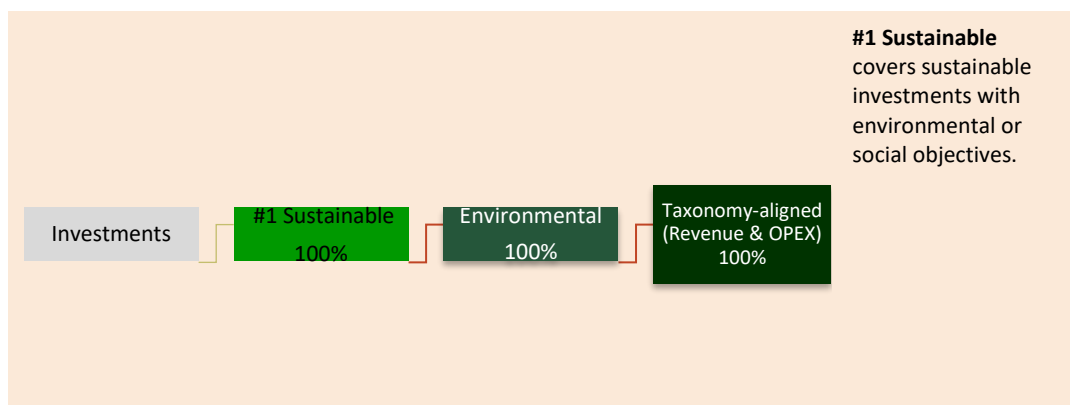 #1 Sustainable
covers sustainable
investments with
environmental or
social objectives.
Investments
#1 Sustainable
100%
Environmental
100%
Taxonomy-aligned
(Revenue & OPEX)
100%